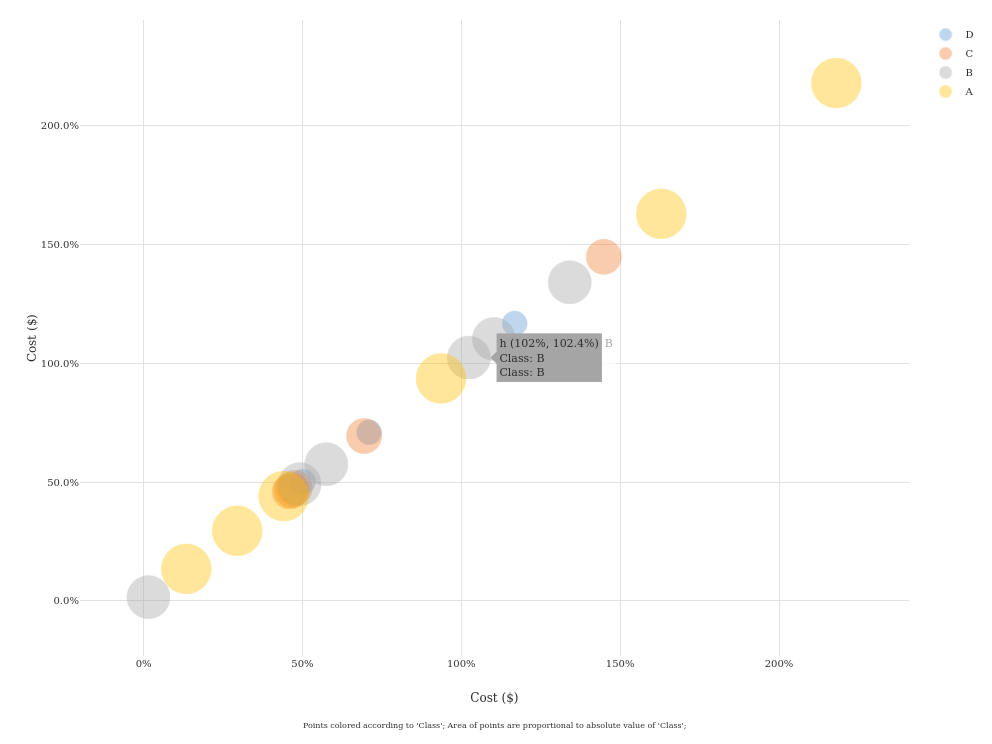 D
C
B
A
200.0%
150.0%
100.0%
50.0%
0.0%
Cost ($)
h (102%, 102.4%) B
Class: B
Class: B
0% 50% 100% 150% 200%
Cost ($)
Points colored according to 'Class'; Area of points are proportional to absolute value of 'Class';